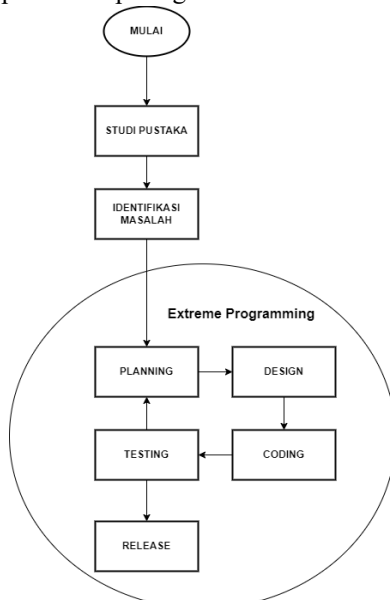 MULAI
STUDI PUSTAKA
IDENTIFIKASI
MASALAH
Extreme Programming
PLANNING
DESIGN
TESTING
CODING
RELEASE